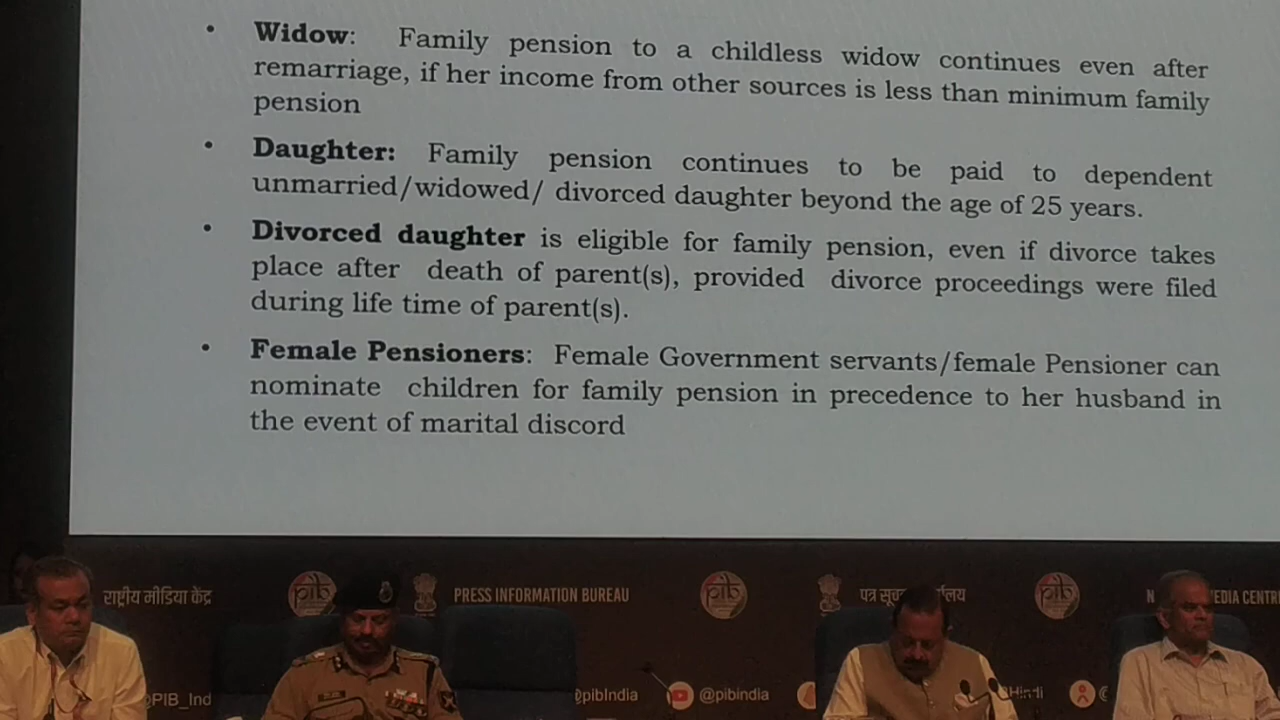 • Widow: Family pension to a childless widow continues even after
remarriage, if her income from other sources is less than minimum family
pension
• Daughter: Family pension continues to be paid to dependent
unmarried/widowed/ divorced daughter beyond the age of 25 years.
• Divorced daughter is eligible for family pension, even if divorce takes
place after death of parent(s), provided divorce proceedings were filed
during life time of parent(s).
• Female Pensioners: Female Government servants/female Pensioner can
nominate children for family pension in precedence to her husband in
the event of marital discord
राष्ट्रीय मीडिया केंद्र
pib
PRESS INFORMATION BUREAU
pib
पत्र
pib
PIB_Ind
@pibIndia
@pibindia